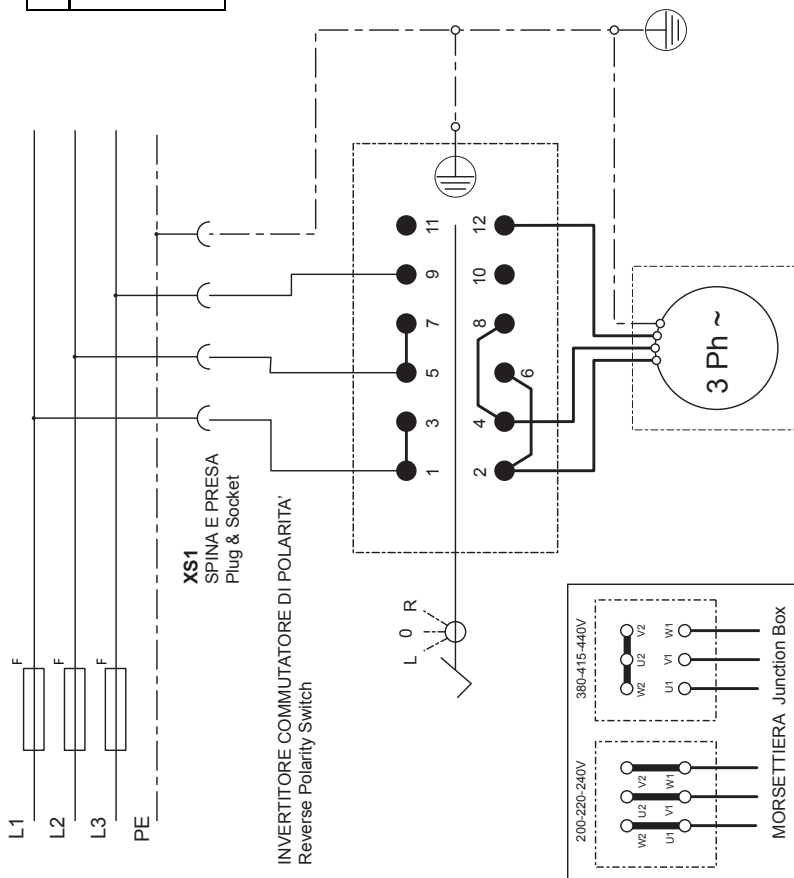 L1
L2
L3
PE
F
F
F
XS1
SPINA E PRESA
Plug & Socket
INVERTITORE COMMUTATORE DI POLARITA'
Reverse Polarity Switch
L 0 R
1 3 5 7 9 11
2 4 6 8 10 12
3 Ph ~
200-220-240V
W2 U2 V2
U1 V1 W1
380-415-440V
W2 U2 V2
U1 V1 W1
MORSETTIERA Junction Box